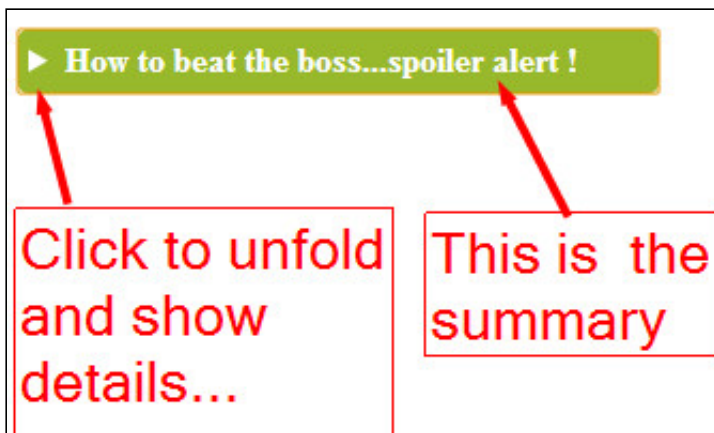 How to beat the boss...spoiler alert !
Click to unfold
and show
details...
This is  the
summary